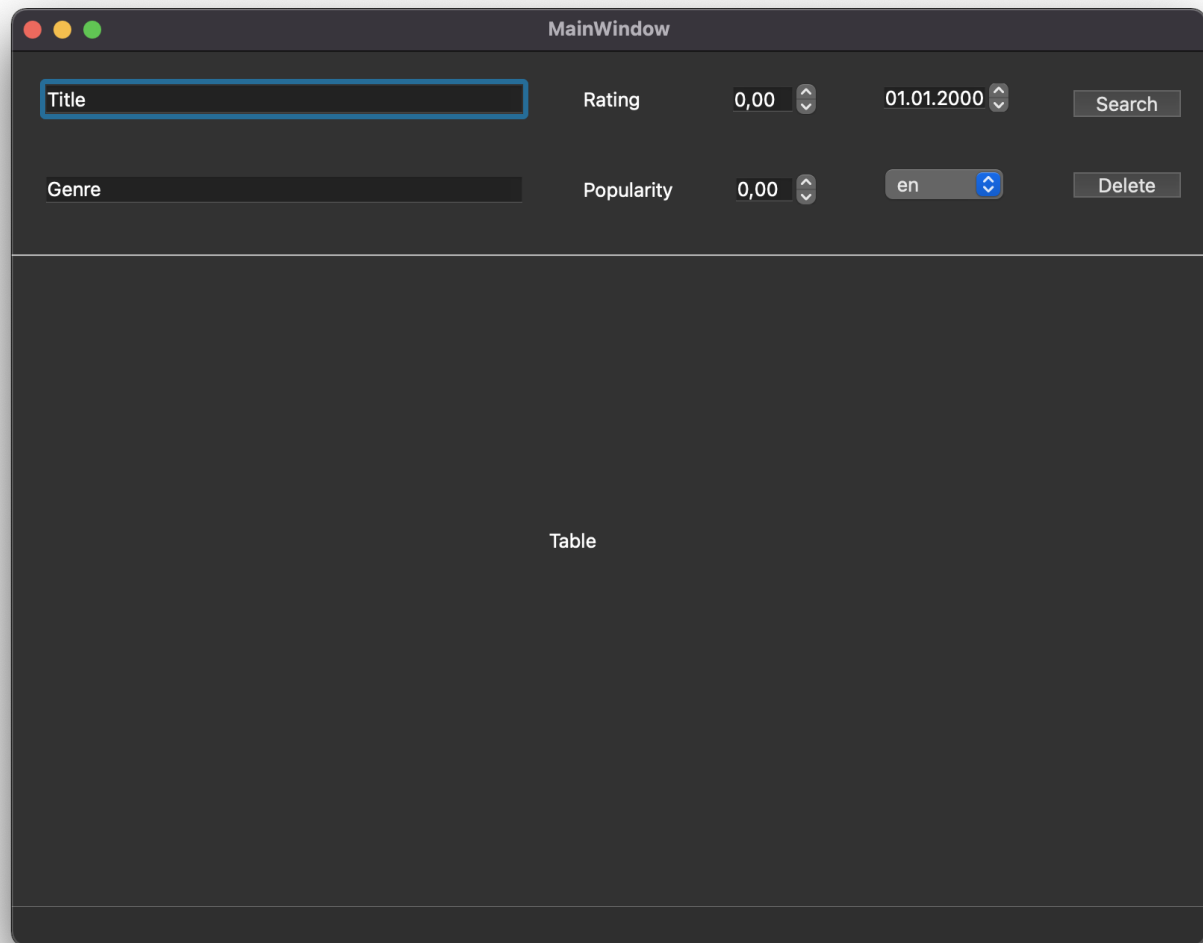 MainWindow
Title Rating 0,00 01.01.2000 Search
Genre Popularity 0,00 en Delete
Table